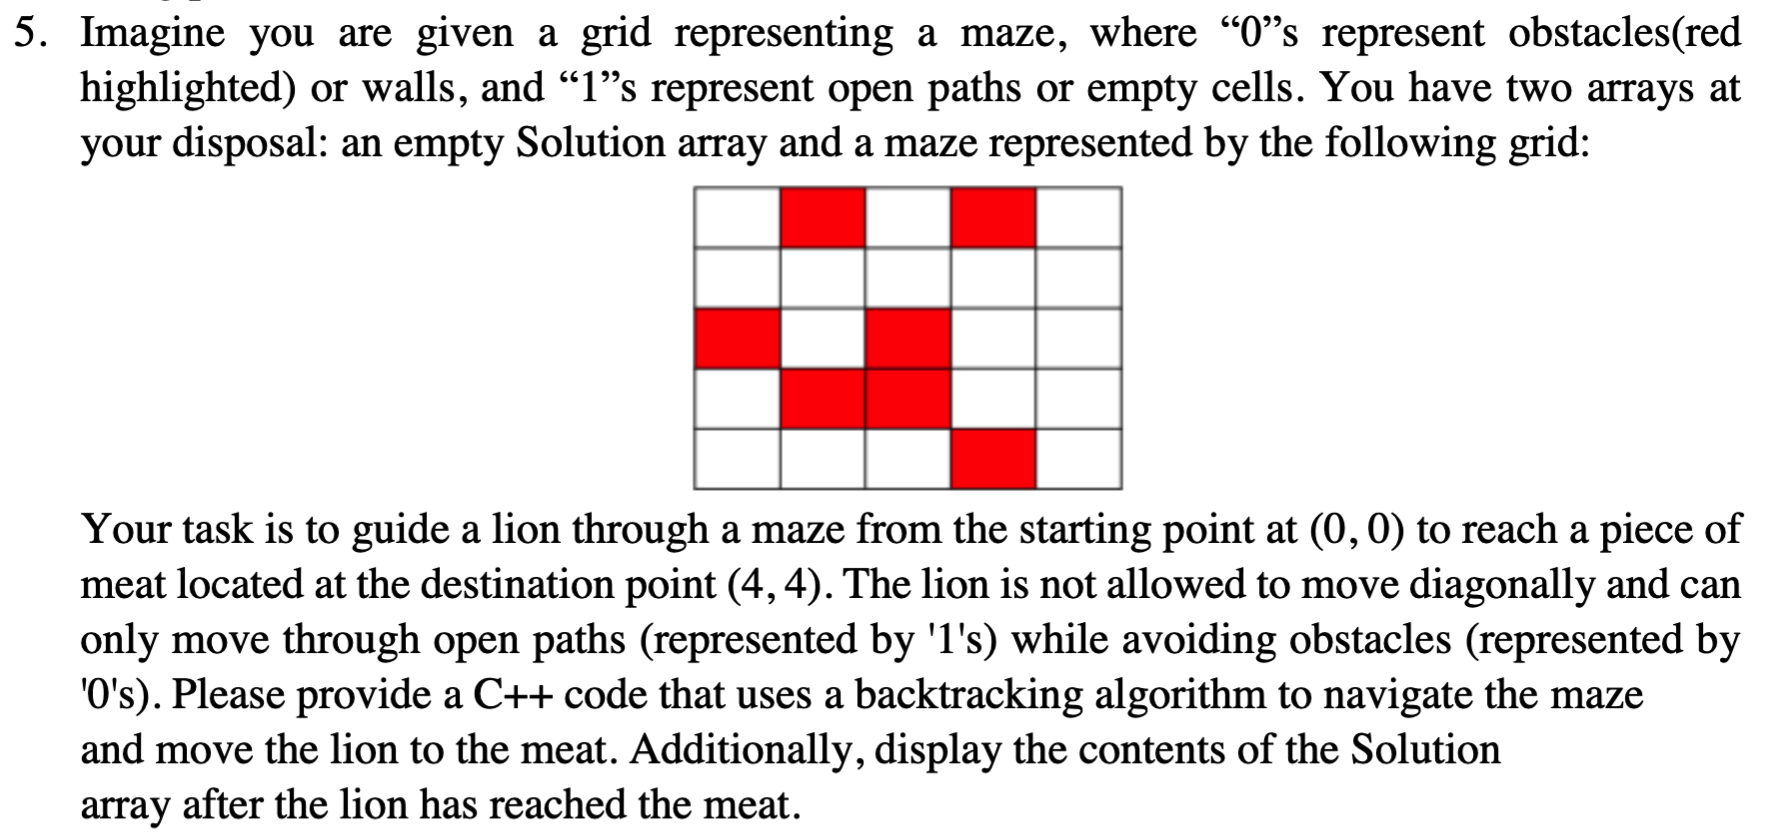 5. Imagine you are given a grid representing a maze, where “0”s represent obstacles(red
highlighted) or walls, and “1”s represent open paths or empty cells. You have two arrays at
your disposal: an empty Solution array and a maze represented by the following grid:
Your task is to guide a lion through a maze from the starting point at (0, 0) to reach a piece of
meat located at the destination point (4, 4). The lion is not allowed to move diagonally and can
only move through open paths (represented by '1's) while avoiding obstacles (represented by
'0's). Please provide a C++ code that uses a backtracking algorithm to navigate the maze
and move the lion to the meat. Additionally, display the contents of the Solution
array after the lion has reached the meat.